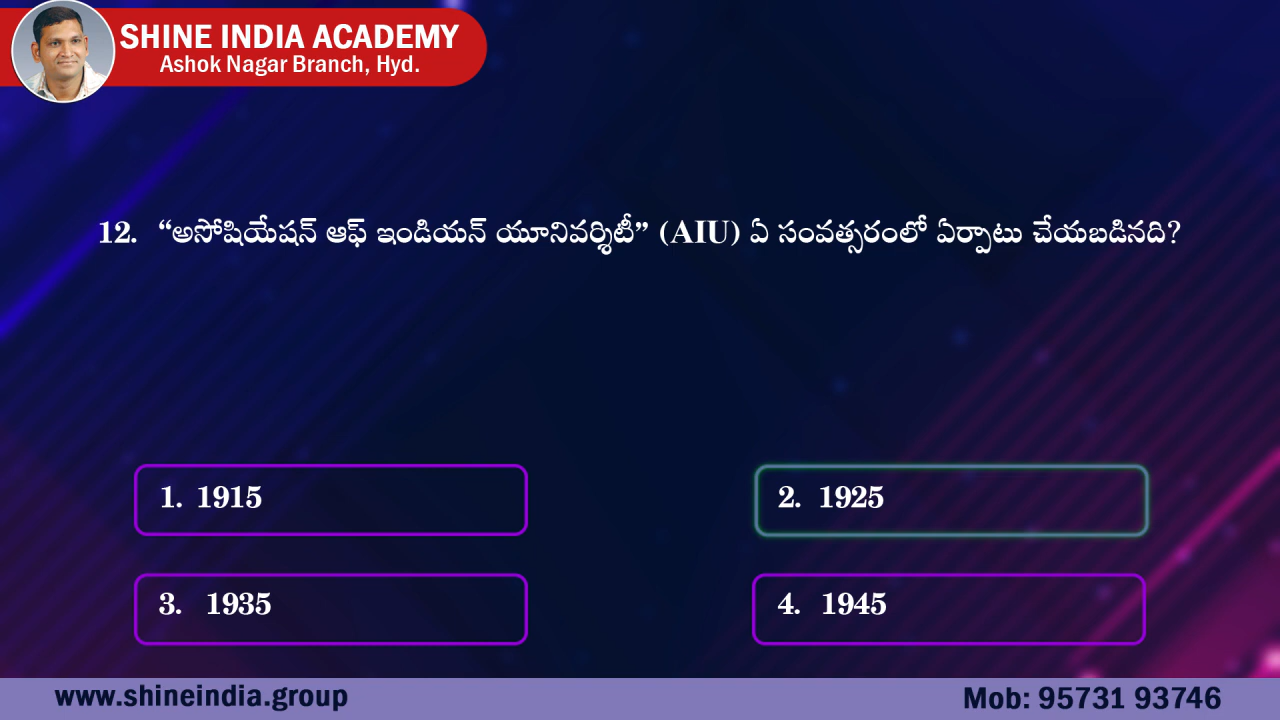 SHINE INDIA ACADEMY
Ashok Nagar Branch, Hyd.
12. “అసోషియేషన్ ఆఫ్ ఇండియన్ యూనివర్శిటీ” (AIU) ఏ సంవత్సరంలో ఏర్పాటు చేయబడినది?
1. 1915
2. 1925
3. 1935
4. 1945
www.shineindia.group
Mob: 95731 93746